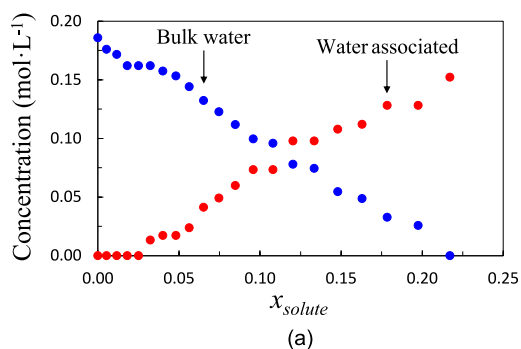 Concentration (mol·L⁻¹)
0.20
0.15
0.10
0.05
0.00
Bulk water
Water associated
0.00 0.05 0.10 0.15 0.20 0.25
x_solute
(a)